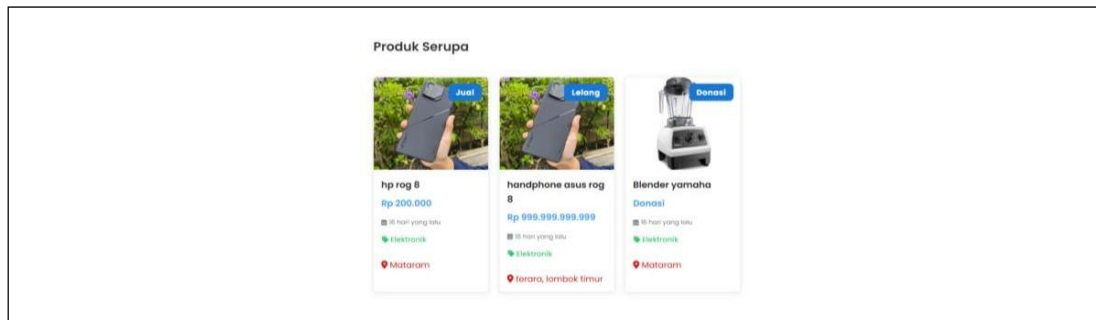 Produk Serupa
Jual
hp rog 8
Rp 200.000
16 hari yang lalu
Elektronik
Mataram
Lelang
handphone asus rog
8
Rp 999.999.999.999
16 hari yang lalu
Elektronik
terara, lombok timur
Donasi
Blender yamaha
Donasi
16 hari yang lalu
Elektronik
Mataram